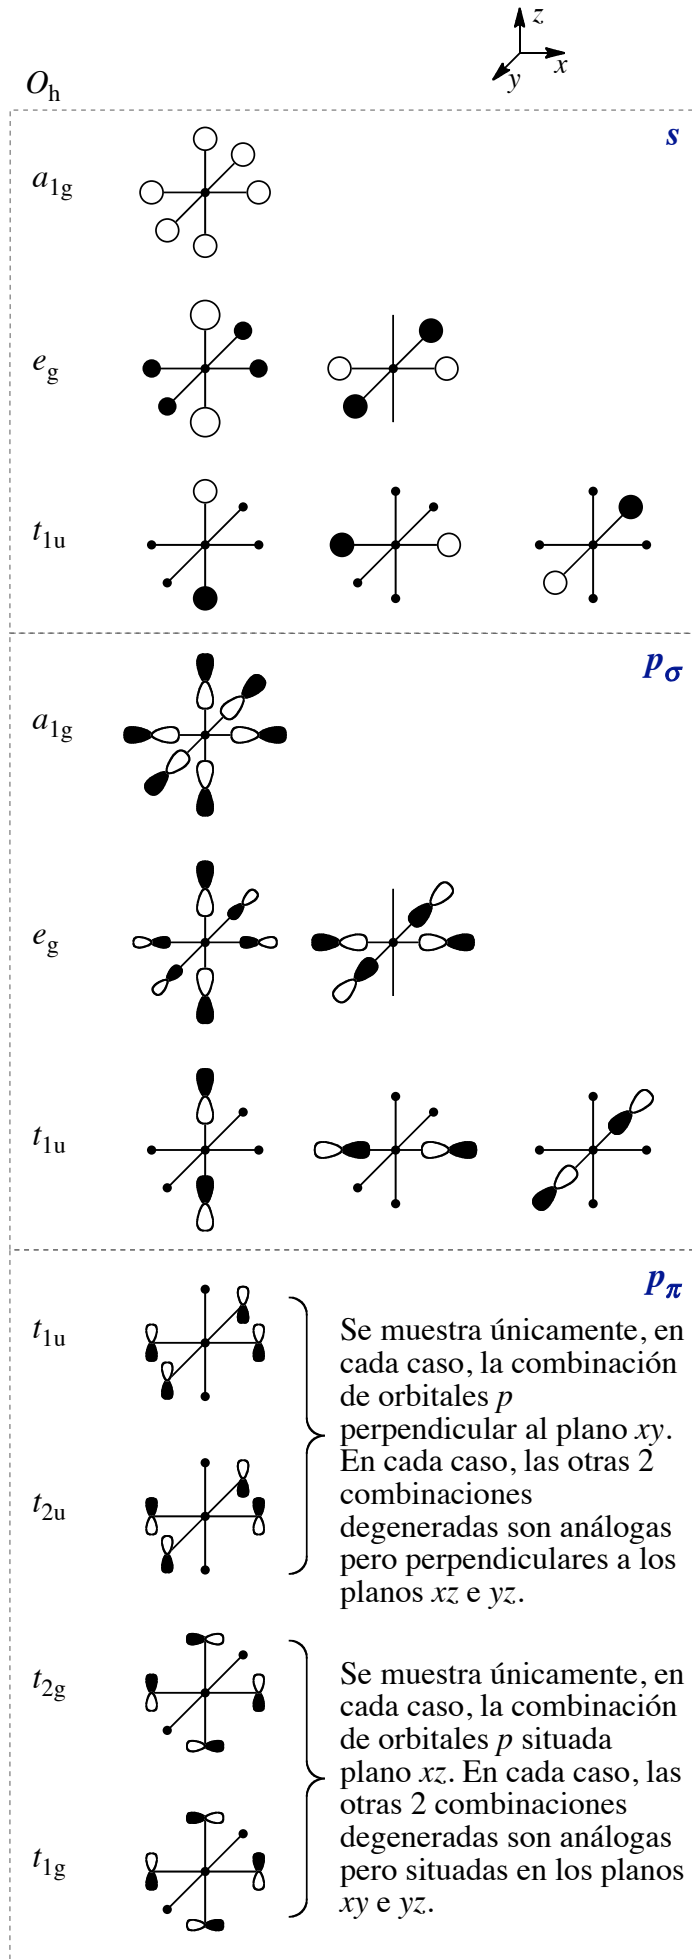 z
x
y
Oh
s
a1g
eg
t1u
pσ
a1g
eg
t1u
pπ
t1u
Se muestra únicamente, en
cada caso, la combinación
de orbitales p
perpendicular al plano xy.
En cada caso, las otras 2
combinaciones
degeneradas son análogas
pero perpendiculares a los
planos xz e yz.
t2u
t2g
Se muestra únicamente, en
cada caso, la combinación
de orbitales p situada
plano xz. En cada caso, las
otras 2 combinaciones
degeneradas son análogas
pero situadas en los planos
xy e yz.
t1g